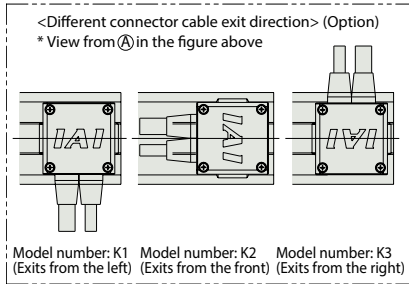 <Different connector cable exit direction> (Option)
* View from Ⓐ in the figure above
IAI
IAI
IAI
Model number: K1
(Exits from the left)
Model number: K2
(Exits from the front)
Model number: K3
(Exits from the right)